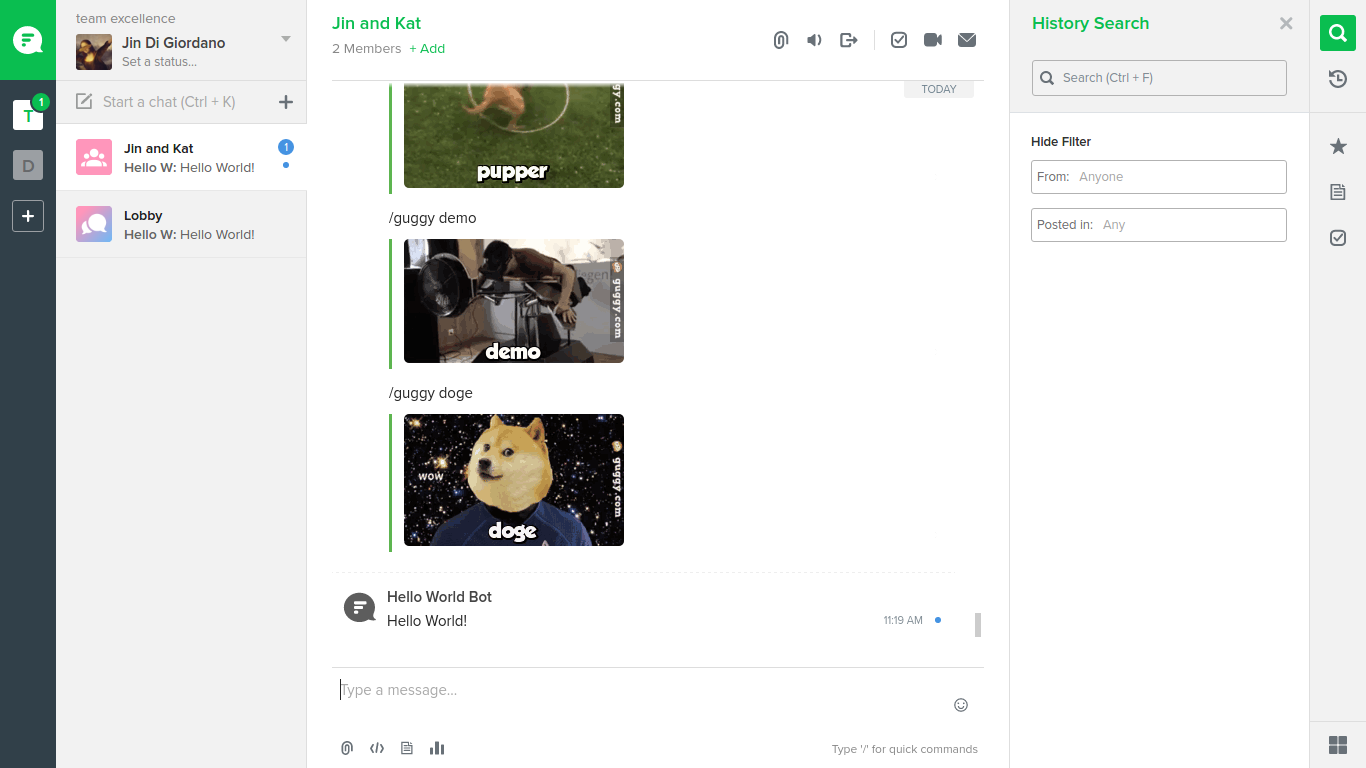 team excellence
Jin Di Giordano
Set a status...
Start a chat (Ctrl + K)
1
T
D
Jin and Kat
1
Hello W: Hello World!
Lobby
Hello W: Hello World!
Jin and Kat
2 Members + Add
TODAY
guggy.com
pupper
/guggy demo
guggy.com
demo
/guggy doge
wow
guggy.com
doge
Hello World Bot
Hello World!
11:19 AM
Type a message...
Type '/' for quick commands
History Search
Search (Ctrl + F)
Hide Filter
From: Anyone
Posted in: Any